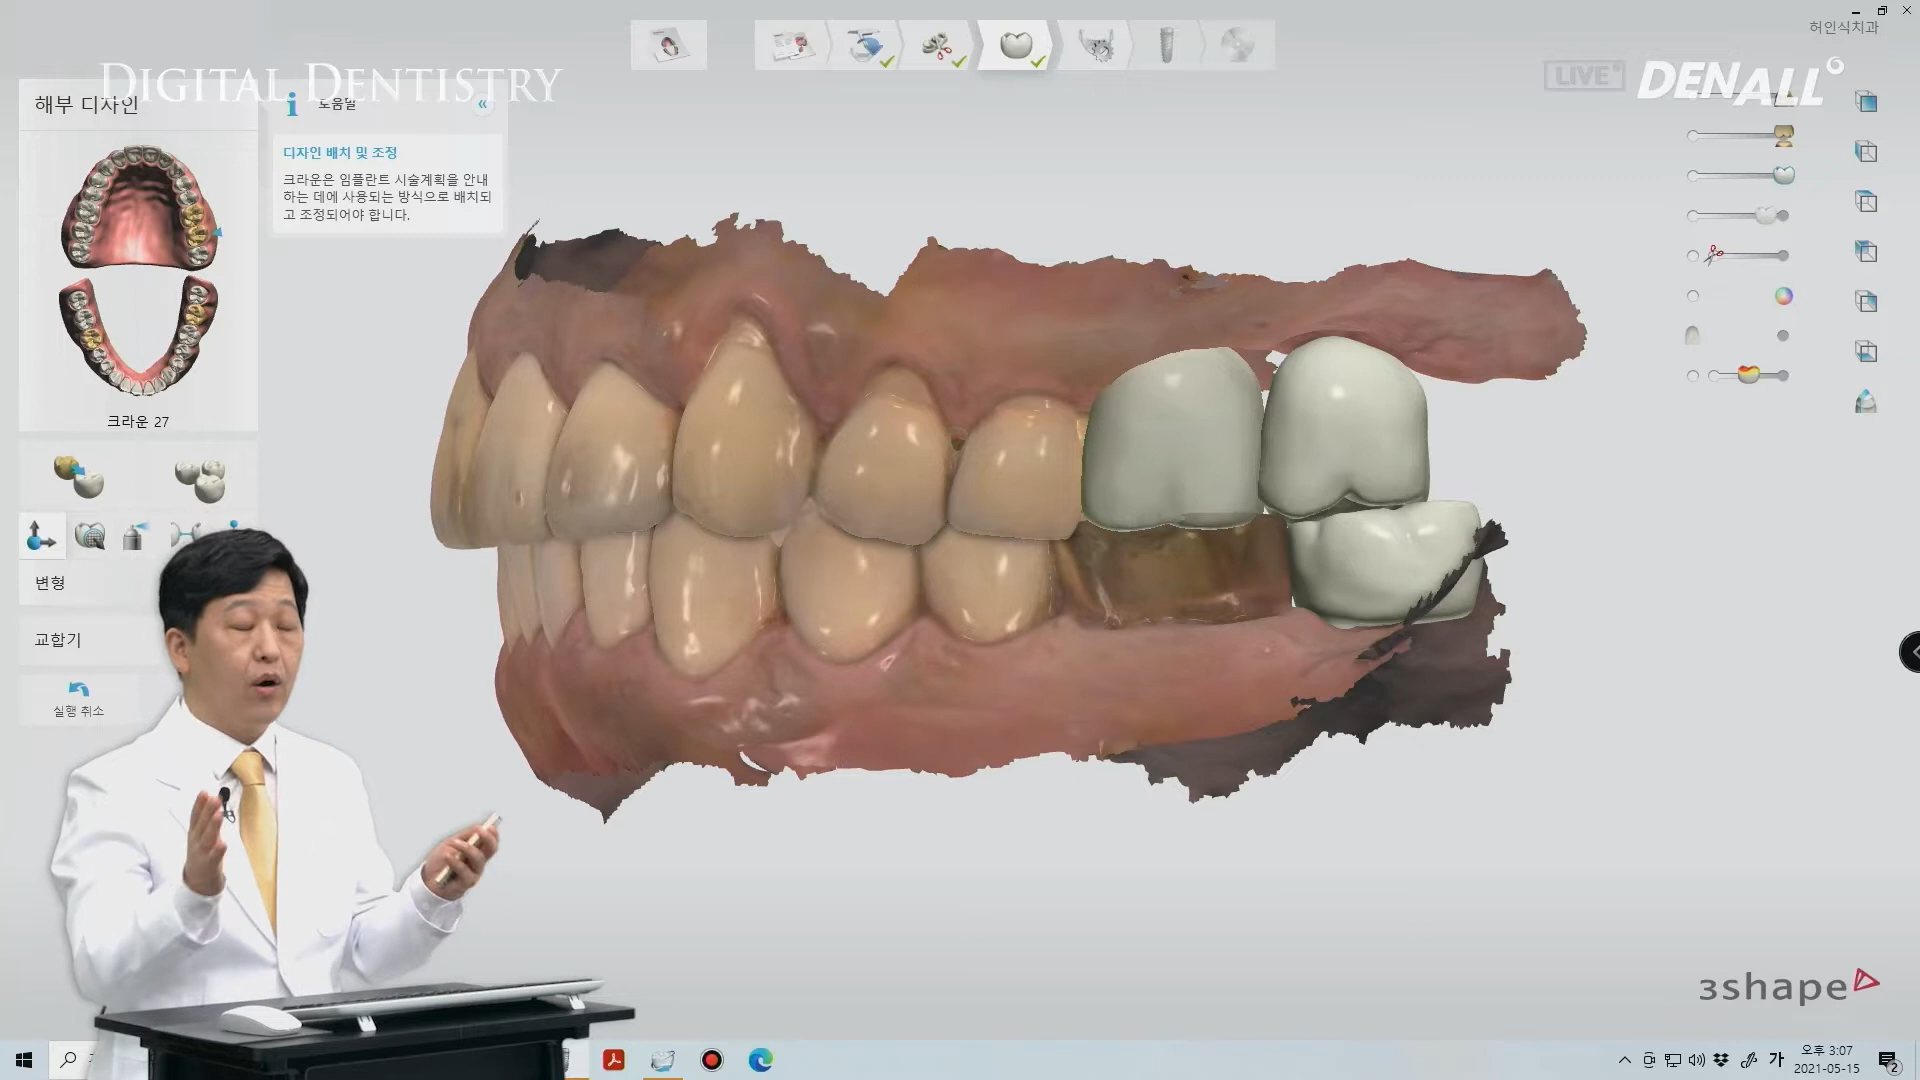 허인식치과
DIGITAL DENTISTRY
LIVE
DENALL
해부 디자인
i
도움말
«
디자인 배치 및 조정
크라운은 임플란트 시술계획을 안내
하는 데에 사용되는 방식으로 배치되
고 조정되어야 합니다.
크라운 27
변형
교합기
실행 취소
3shape
가
오후 3:07
2021-05-15
2